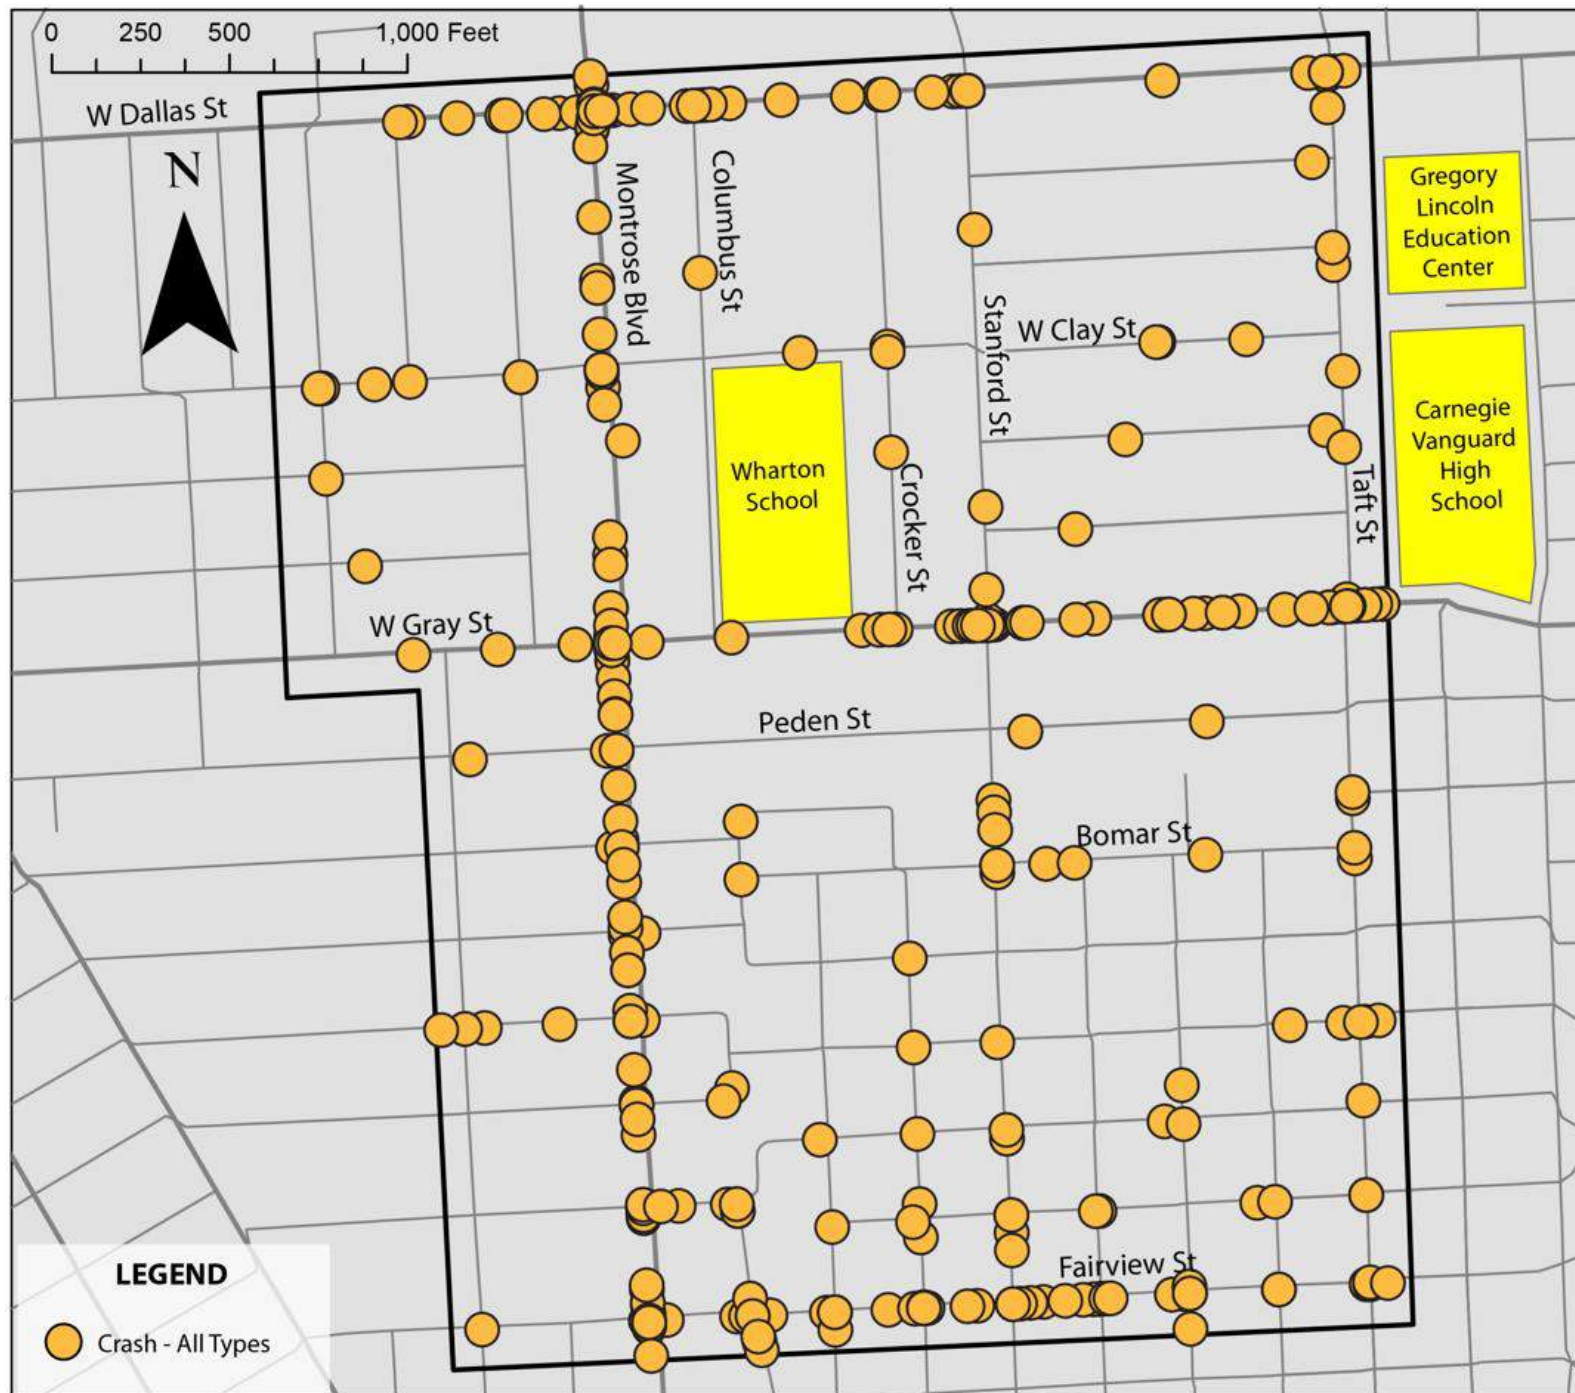 0 250 500 1,000 Feet
W Dallas St
N
Montrose Blvd
Columbus St
Gregory
Lincoln
Education
Center
Stanford St
W Clay St
Carnegie
Vanguard
High
School
Wharton
School
Crocker St
Taft St
W Gray St
Peden St
Bomar St
Fairview St
LEGEND
Crash - All Types